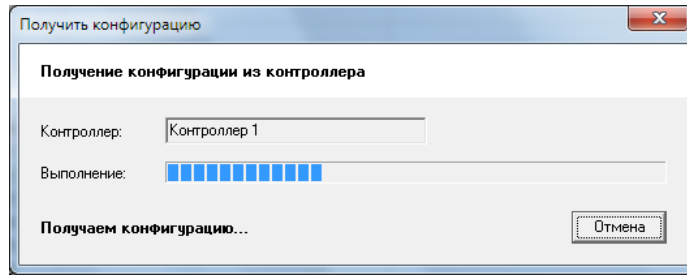 Получить конфигурацию
Получение конфигурации из контроллера
Контроллер: Контроллер 1
Выполнение:
Получаем конфигурацию...
Отмена